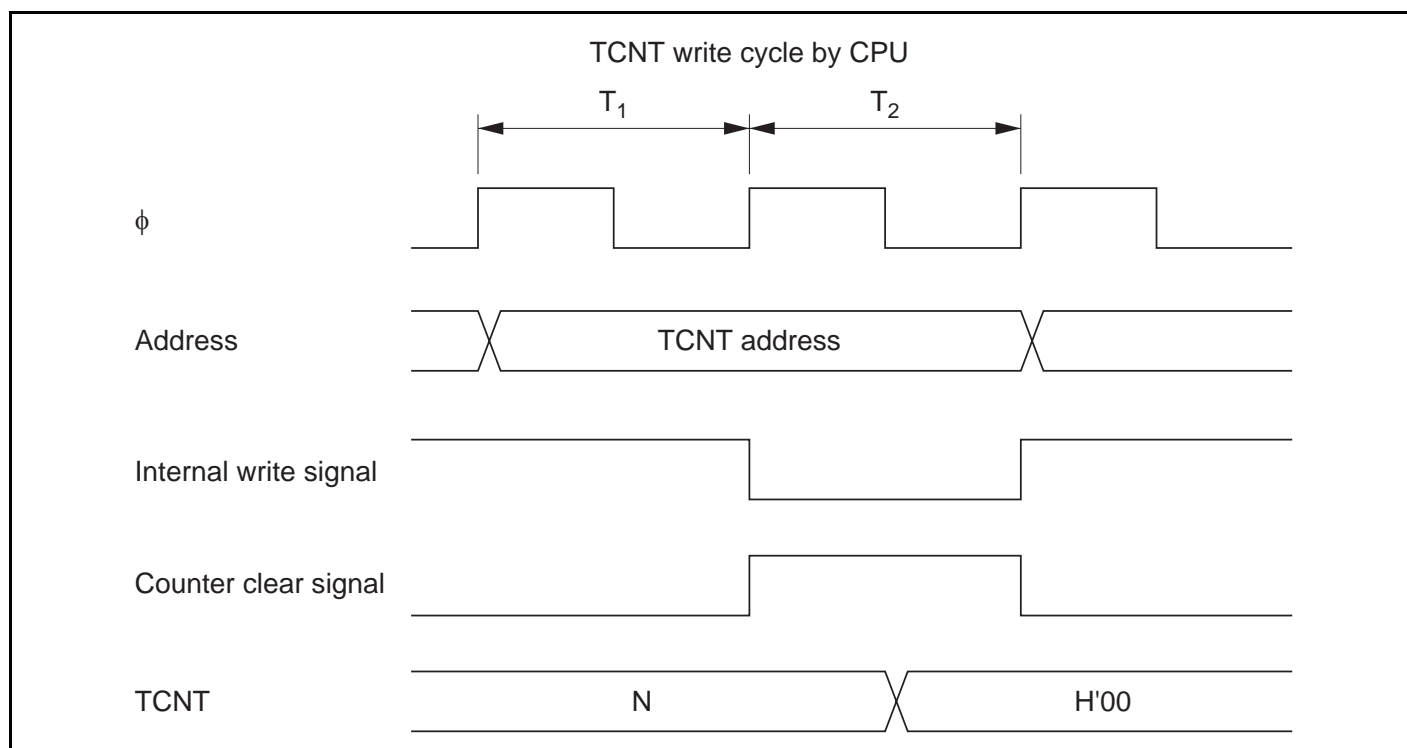 TCNT write cycle by CPU
T1 T2
ϕ
Address TCNT address
Internal write signal
Counter clear signal
TCNT N H'00